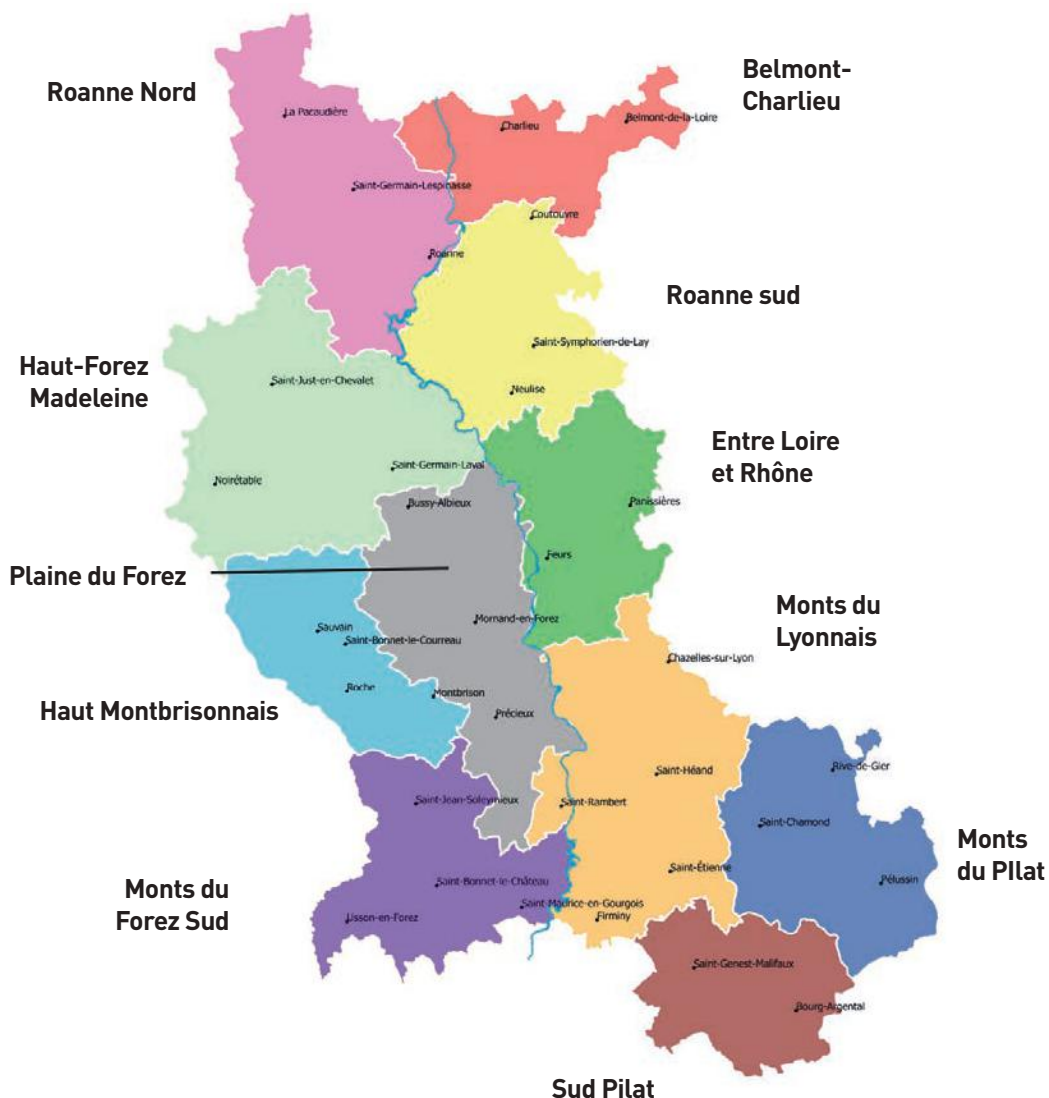 Roanne Nord
Belmont-
Charlieu
La Pacaudière
Charlieu
Belmont-de-la-Loire
Saint-Germain-Lespinasse
Coutouvre
Roanne
Roanne sud
Saint-Symphorien-de-Lay
Haut-Forez
Madeleine
Saint-Just-en-Chevalet
Neulise
Entre Loire
et Rhône
Saint-Germain-Laval
Noirétable
Bussy-Albieux
Panissières
Feurs
Plaine du Forez
Monts du
Lyonnais
Mornand-en-Forez
Sauvain
Saint-Bonnet-le-Courreau
Chazelles-sur-Lyon
Roche
Montbrison
Haut Montbrisonnais
Précieux
Saint-Héand
Rive-de-Gier
Saint-Jean-Soleymieux
Saint-Rambert
Saint-Chamond
Monts
du PIlat
Saint-Étienne
Pélussin
Monts du
Forez Sud
Saint-Bonnet-le-Château
Saint-Maurice-en-Gourgois
Usson-en-Forez
Firminy
Saint-Genest-Malifaux
Bourg-Argental
Sud Pilat